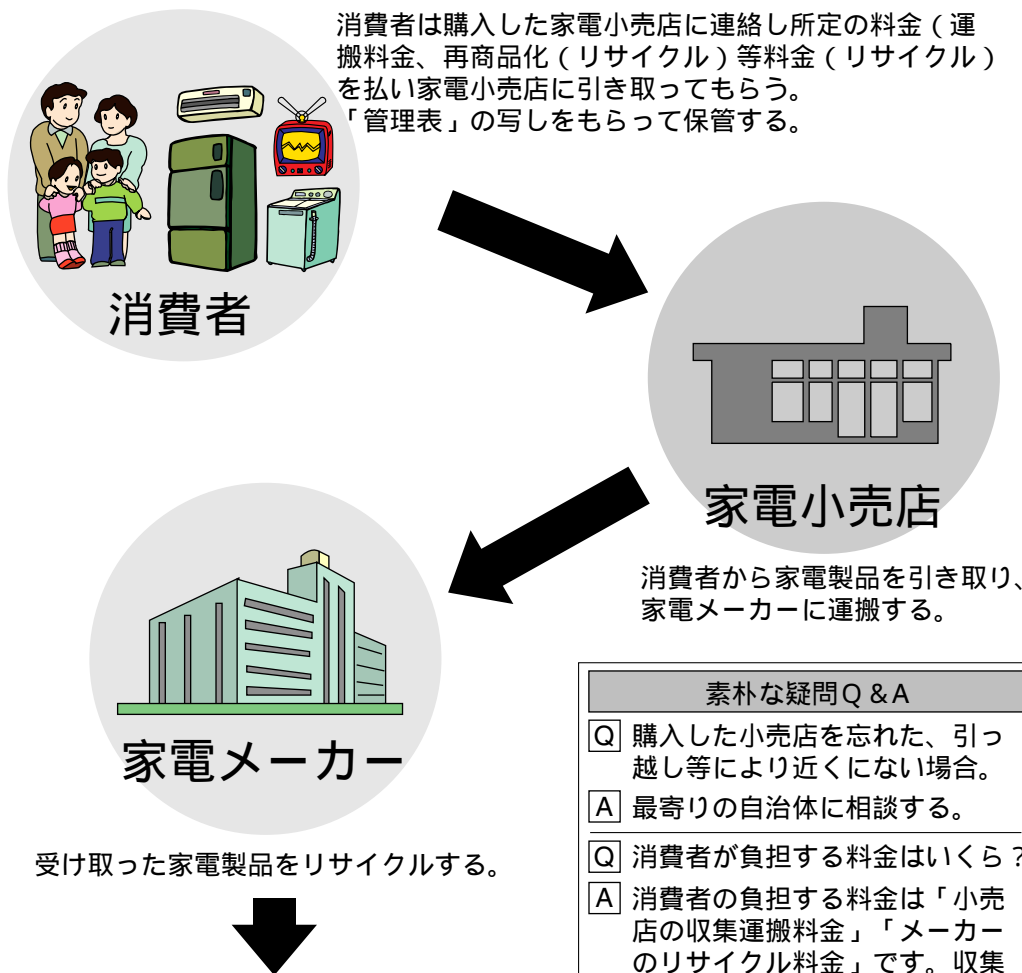 消費者は購入した家電小売店に連絡し所定の料金（運
搬料金、再商品化（リサイクル）等料金（リサイクル）
を払い家電小売店に引き取ってもらう。
「管理表」の写しをもらって保管する。
消費者
家電小売店
消費者から家電製品を引き取り、
家電メーカーに運搬する。
家電メーカー
受け取った家電製品をリサイクルする。
素朴な疑問Q&A
Q 購入した小売店を忘れた、引っ
越し等により近くにない場合。
A 最寄りの自治体に相談する。
Q 消費者が負担する料金はいくら？
A 消費者の負担する料金は「小売
店の収集運搬料金」「メーカー
のリサイクル料金」です。収集